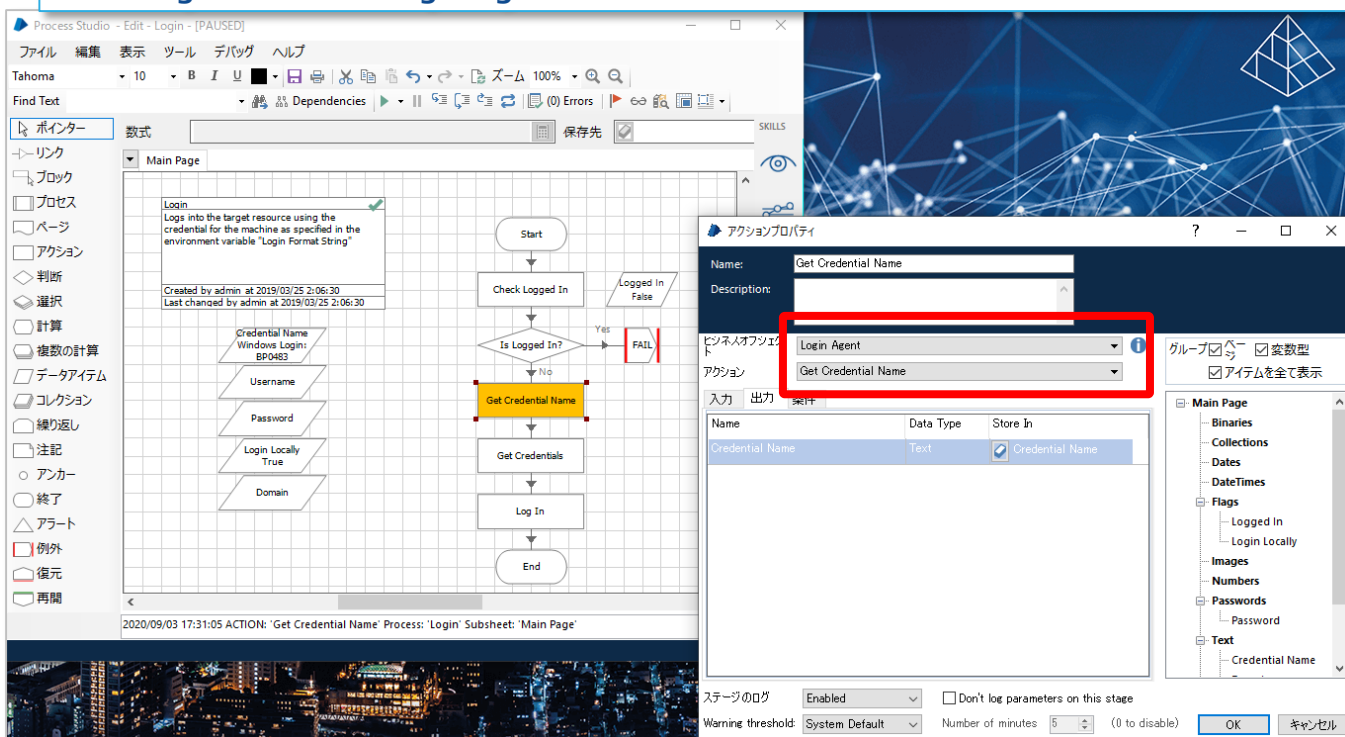 Process Studio - Edit - Login - [PAUSED]
ファイル 編集 表示 ツール デバッグ ヘルプ
Tahoma 10 B I U ズーム 100%
Find Text Dependencies (0) Errors
ポインター
リンク
ブロック
プロセス
ページ
アクション
判断
選択
計算
複数の計算
データアイテム
コレクション
繰り返し
注記
アンカー
終了
アラート
例外
復元
再開
数式 保存先 SKILLS
Main Page
Login
Logs into the target resource using the
credential for the machine as specified in the
environment variable "Login Format String"
Created by admin at 2019/03/25 2:06:30
Last changed by admin at 2019/03/25 2:06:30
Credential Name
Windows Login:
BP0483
Username
Password
Login Locally
True
Domain
Start
Check Logged In
Logged In
False
Is Logged In?
Yes
FAIL
No
Get Credential Name
Get Credentials
Log In
End
2020/09/03 17:31:05 ACTION: 'Get Credential Name' Process: 'Login' Subsheet: 'Main Page'
アクションプロパティ
Name: Get Credential Name
Description:
Login Agent
アクション Get Credential Name
入力 出力 条件
Name Data Type Store In
Credential Name Text Credential Name
グループ ページ 変数型
アイテムを全て表示
Main Page
Binaries
Collections
Dates
DateTimes
Flags
Logged In
Login Locally
Images
Numbers
Passwords
Password
Text
Credential Name
ステージのログ Enabled Don't log parameters on this stage
Warning threshold: System Default Number of minutes 5 (0 to disable) OK キャンセル